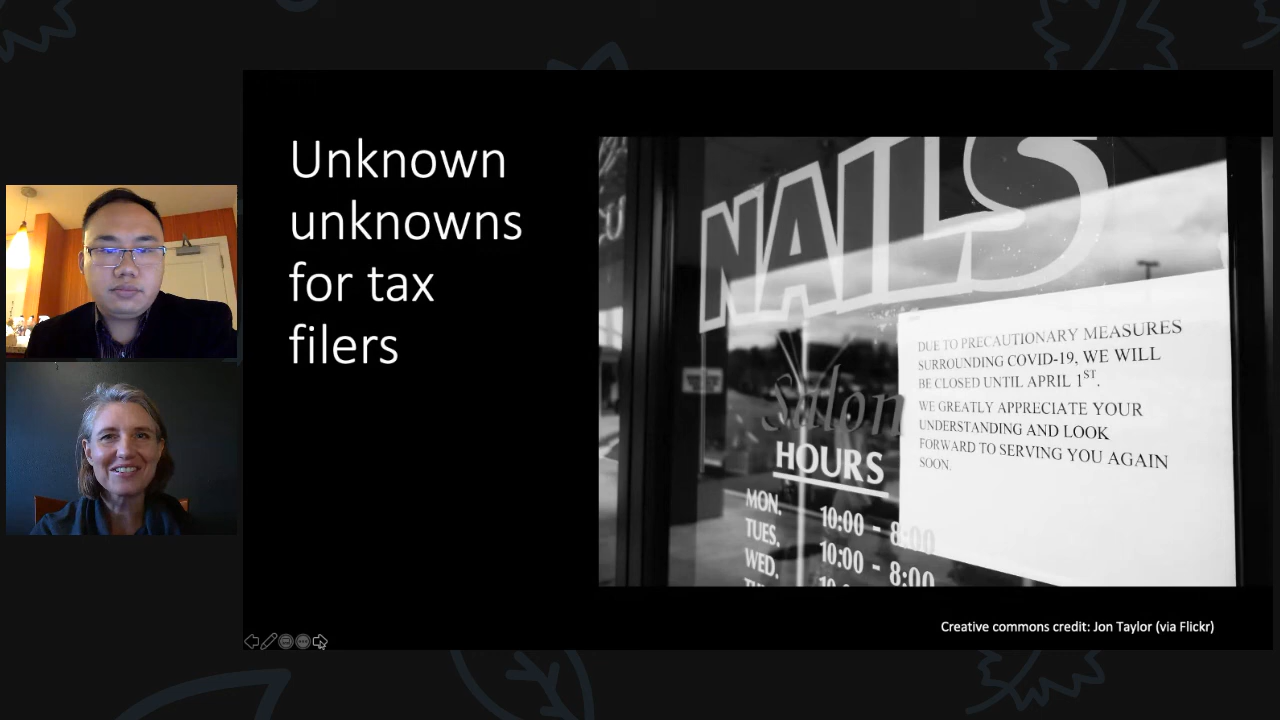 Unknown
unknowns
for tax
filers
NAILS
Salon
HOURS
MON. 10:00 - 8:00
TUES. 10:00 - 8:00
WED.
DUE TO PRECAUTIONARY MEASURES
SURROUNDING COVID-19, WE WILL
BE CLOSED UNTIL APRIL 1ST.
WE GREATLY APPRECIATE YOUR
UNDERSTANDING AND LOOK
FORWARD TO SERVING YOU AGAIN
SOON.
Creative commons credit: Jon Taylor (via Flickr)